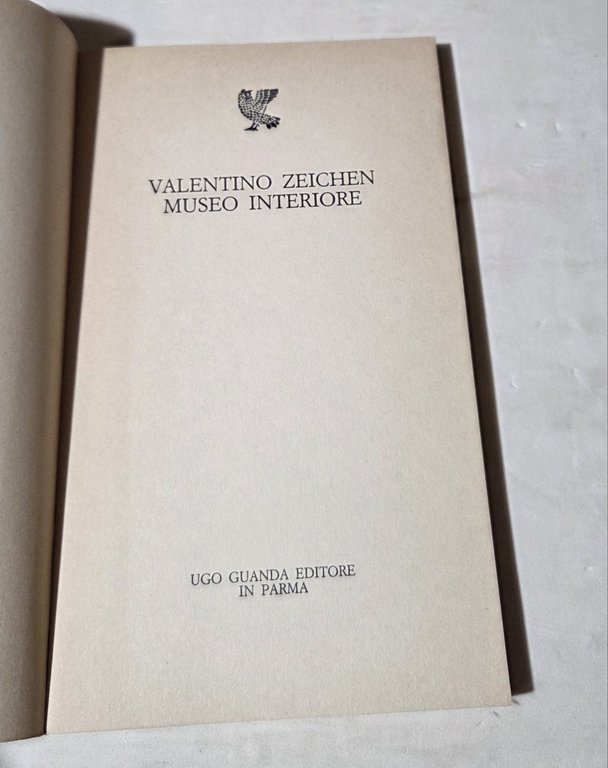 VALENTINO ZEICHEN
MUSEO INTERIORE
UGO GUANDA EDITORE
IN PARMA